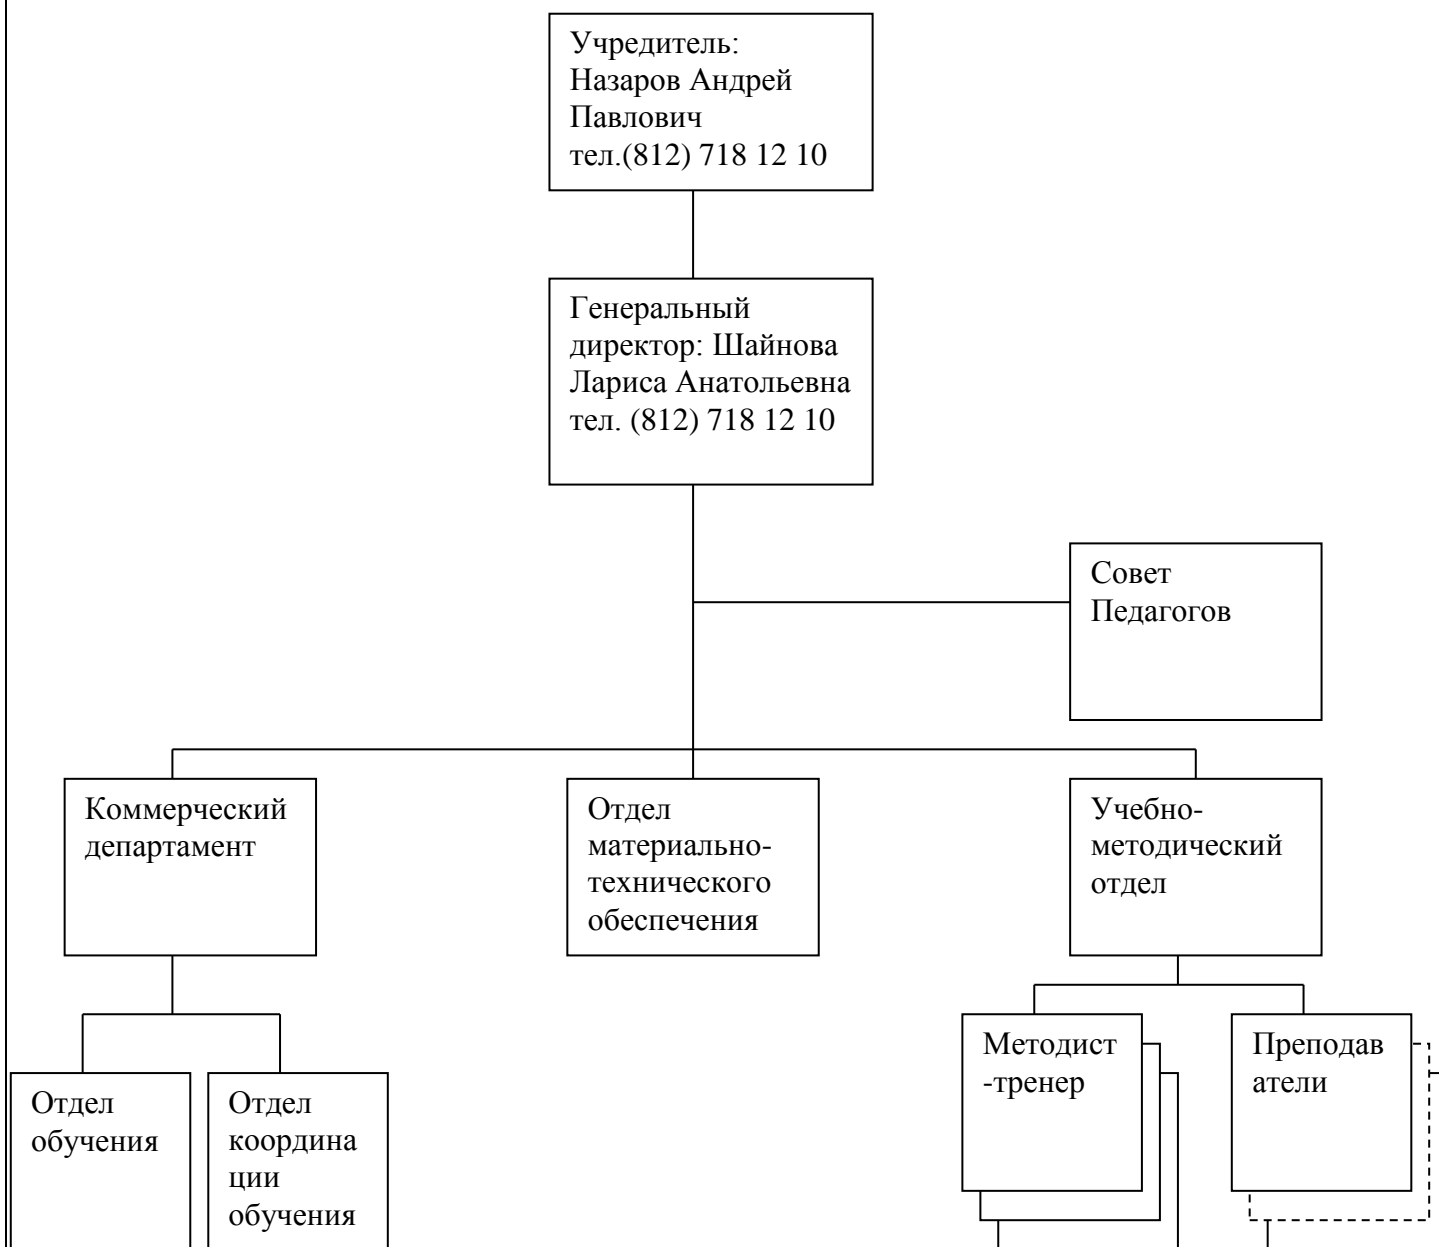 Учредитель:
Назаров Андрей
Павлович
тел.(812) 718 12 10
Генеральный
директор: Шайнова
Лариса Анатольевна
тел. (812) 718 12 10
Совет
Педагогов
Коммерческий
департамент
Отдел
материально-
технического
обеспечения
Учебно-
методический
отдел
Отдел
обучения
Отдел
координа
ции
обучения
Методист
-тренер
Преподав
атели